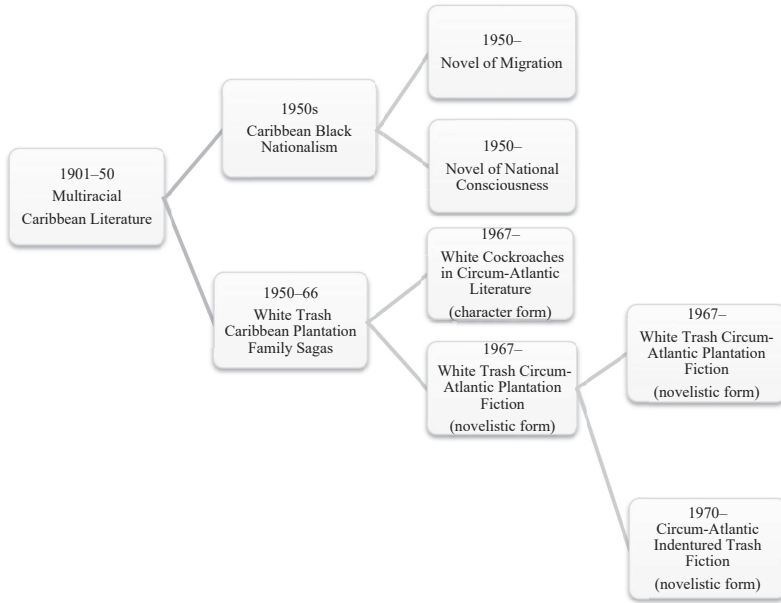 1901–50
Multiracial
Caribbean Literature
1950s
Caribbean Black
Nationalism
1950–
Novel of Migration
1950–
Novel of National
Consciousness
1950–66
White Trash
Caribbean Plantation
Family Sagas
1967–
White Cockroaches
in Circum-Atlantic
Literature
(character form)
1967–
White Trash Circum-
Atlantic Plantation
Fiction
(novelistic form)
1967–
White Trash Circum-
Atlantic Plantation
Fiction
(novelistic form)
1970–
Circum-Atlantic
Indentured Trash
Fiction
(novelistic form)